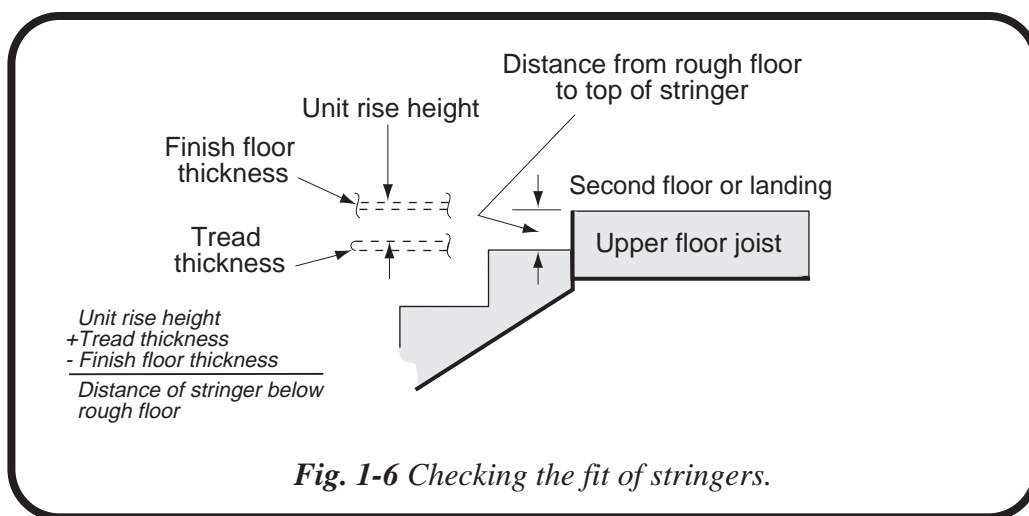 Distance from rough floor
to top of stringer
Unit rise height
Finish floor
thickness
Second floor or landing
Tread
thickness
Upper floor joist
Unit rise height
+Tread thickness
- Finish floor thickness
Distance of stringer below
rough floor
Fig. 1-6 Checking the fit of stringers.